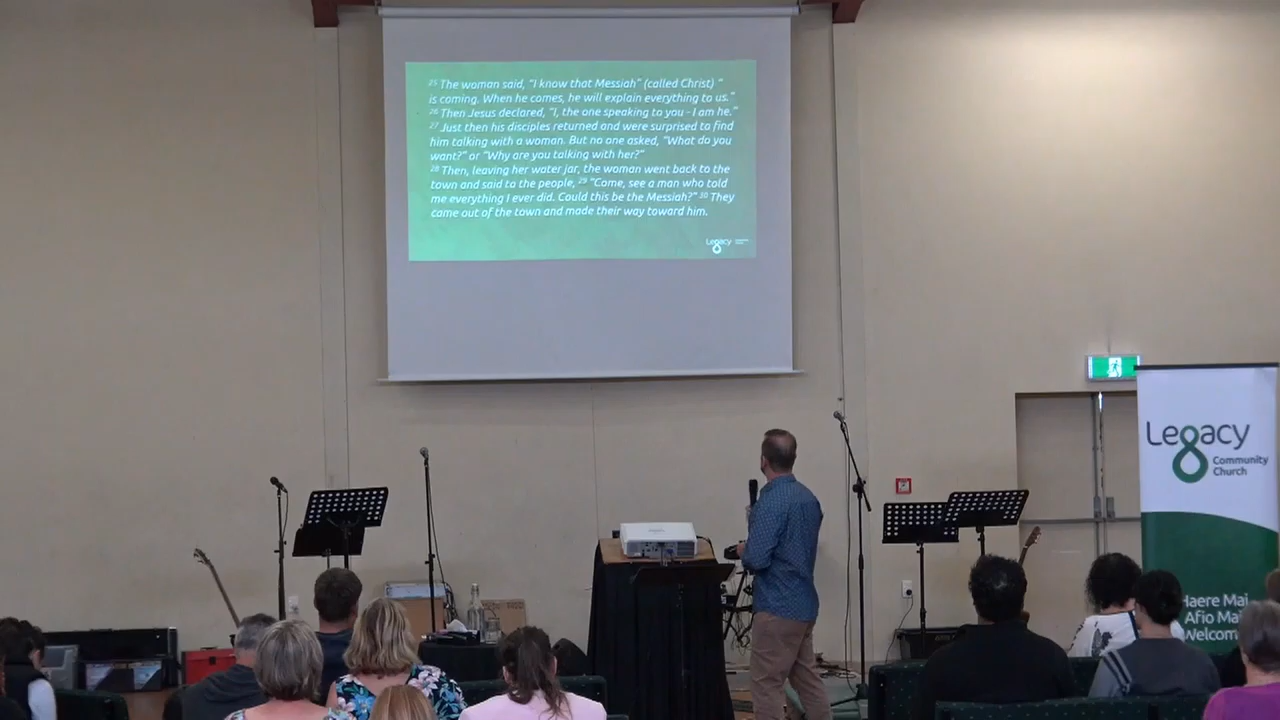 25 The woman said, "I know that Messiah" (called Christ) "
is coming. When he comes, he will explain everything to us."
26 Then Jesus declared, "I, the one speaking to you - I am he."
27 Just then his disciples returned and were surprised to find
him talking with a woman. But no one asked, "What do you
want?" or "Why are you talking with her?"
28 Then, leaving her water jar, the woman went back to the
town and said to the people, 29 "Come, see a man who told
me everything I ever did. Could this be the Messiah?" 30 They
came out of the town and made their way toward him.
Legacy
Legacy
Community
Church
Haere Mai
Afio Mai
Welcom